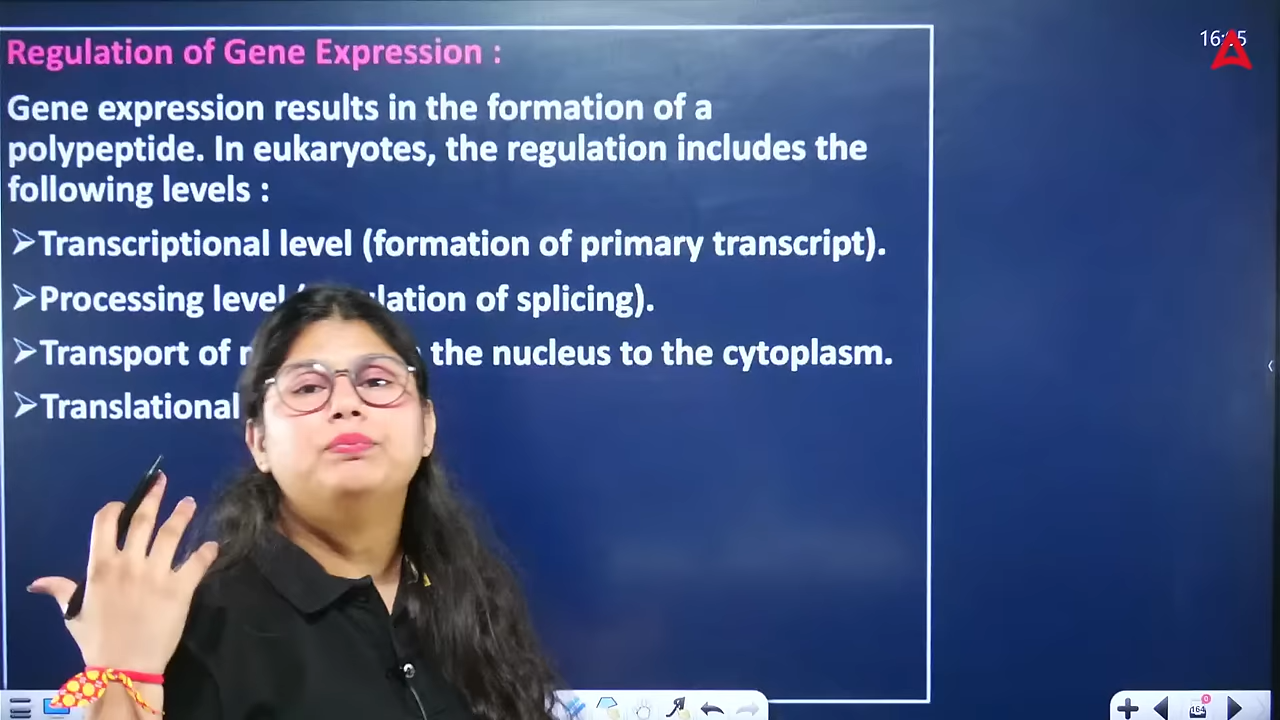 Regulation of Gene Expression :
Gene expression results in the formation of a
polypeptide. In eukaryotes, the regulation includes the
following levels :
➢Transcriptional level (formation of primary transcript).
➢Processing level of splicing).
➢Transport of the nucleus to the cytoplasm.
➢Translational
164